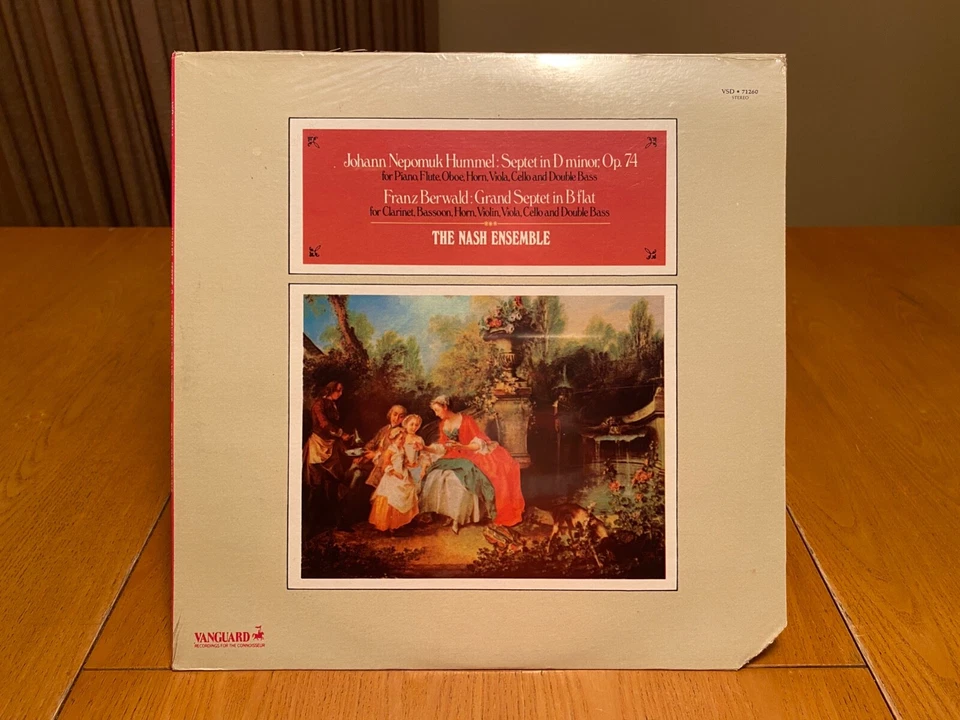 VSD • 71260
STEREO
Johann Nepomuk Hummel: Septet in D minor, Op. 74
for Piano, Flute, Oboe, Horn, Viola, Cello and Double Bass
Franz Berwald: Grand Septet in B flat
for Clarinet, Bassoon, Horn, Violin, Viola, Cello and Double Bass
THE NASH ENSEMBLE
VANGUARD
RECORDINGS FOR THE CONNOISSEUR